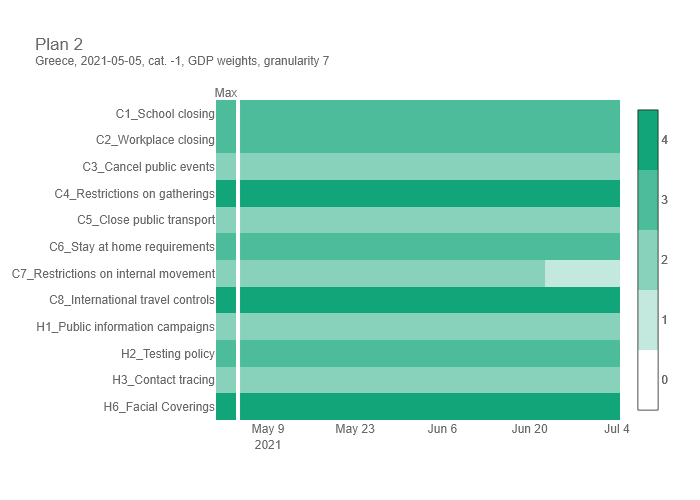 Plan 2
Greece, 2021-05-05, cat. -1, GDP weights, granularity 7
Max
C1_School closing
C2_Workplace closing
C3_Cancel public events
C4_Restrictions on gatherings
C5_Close public transport
C6_Stay at home requirements
C7_Restrictions on internal movement
C8_International travel controls
H1_Public information campaigns
H2_Testing policy
H3_Contact tracing
H6_Facial Coverings
May 9
2021
May 23
Jun 6
Jun 20
Jul 4
4
3
2
1
0